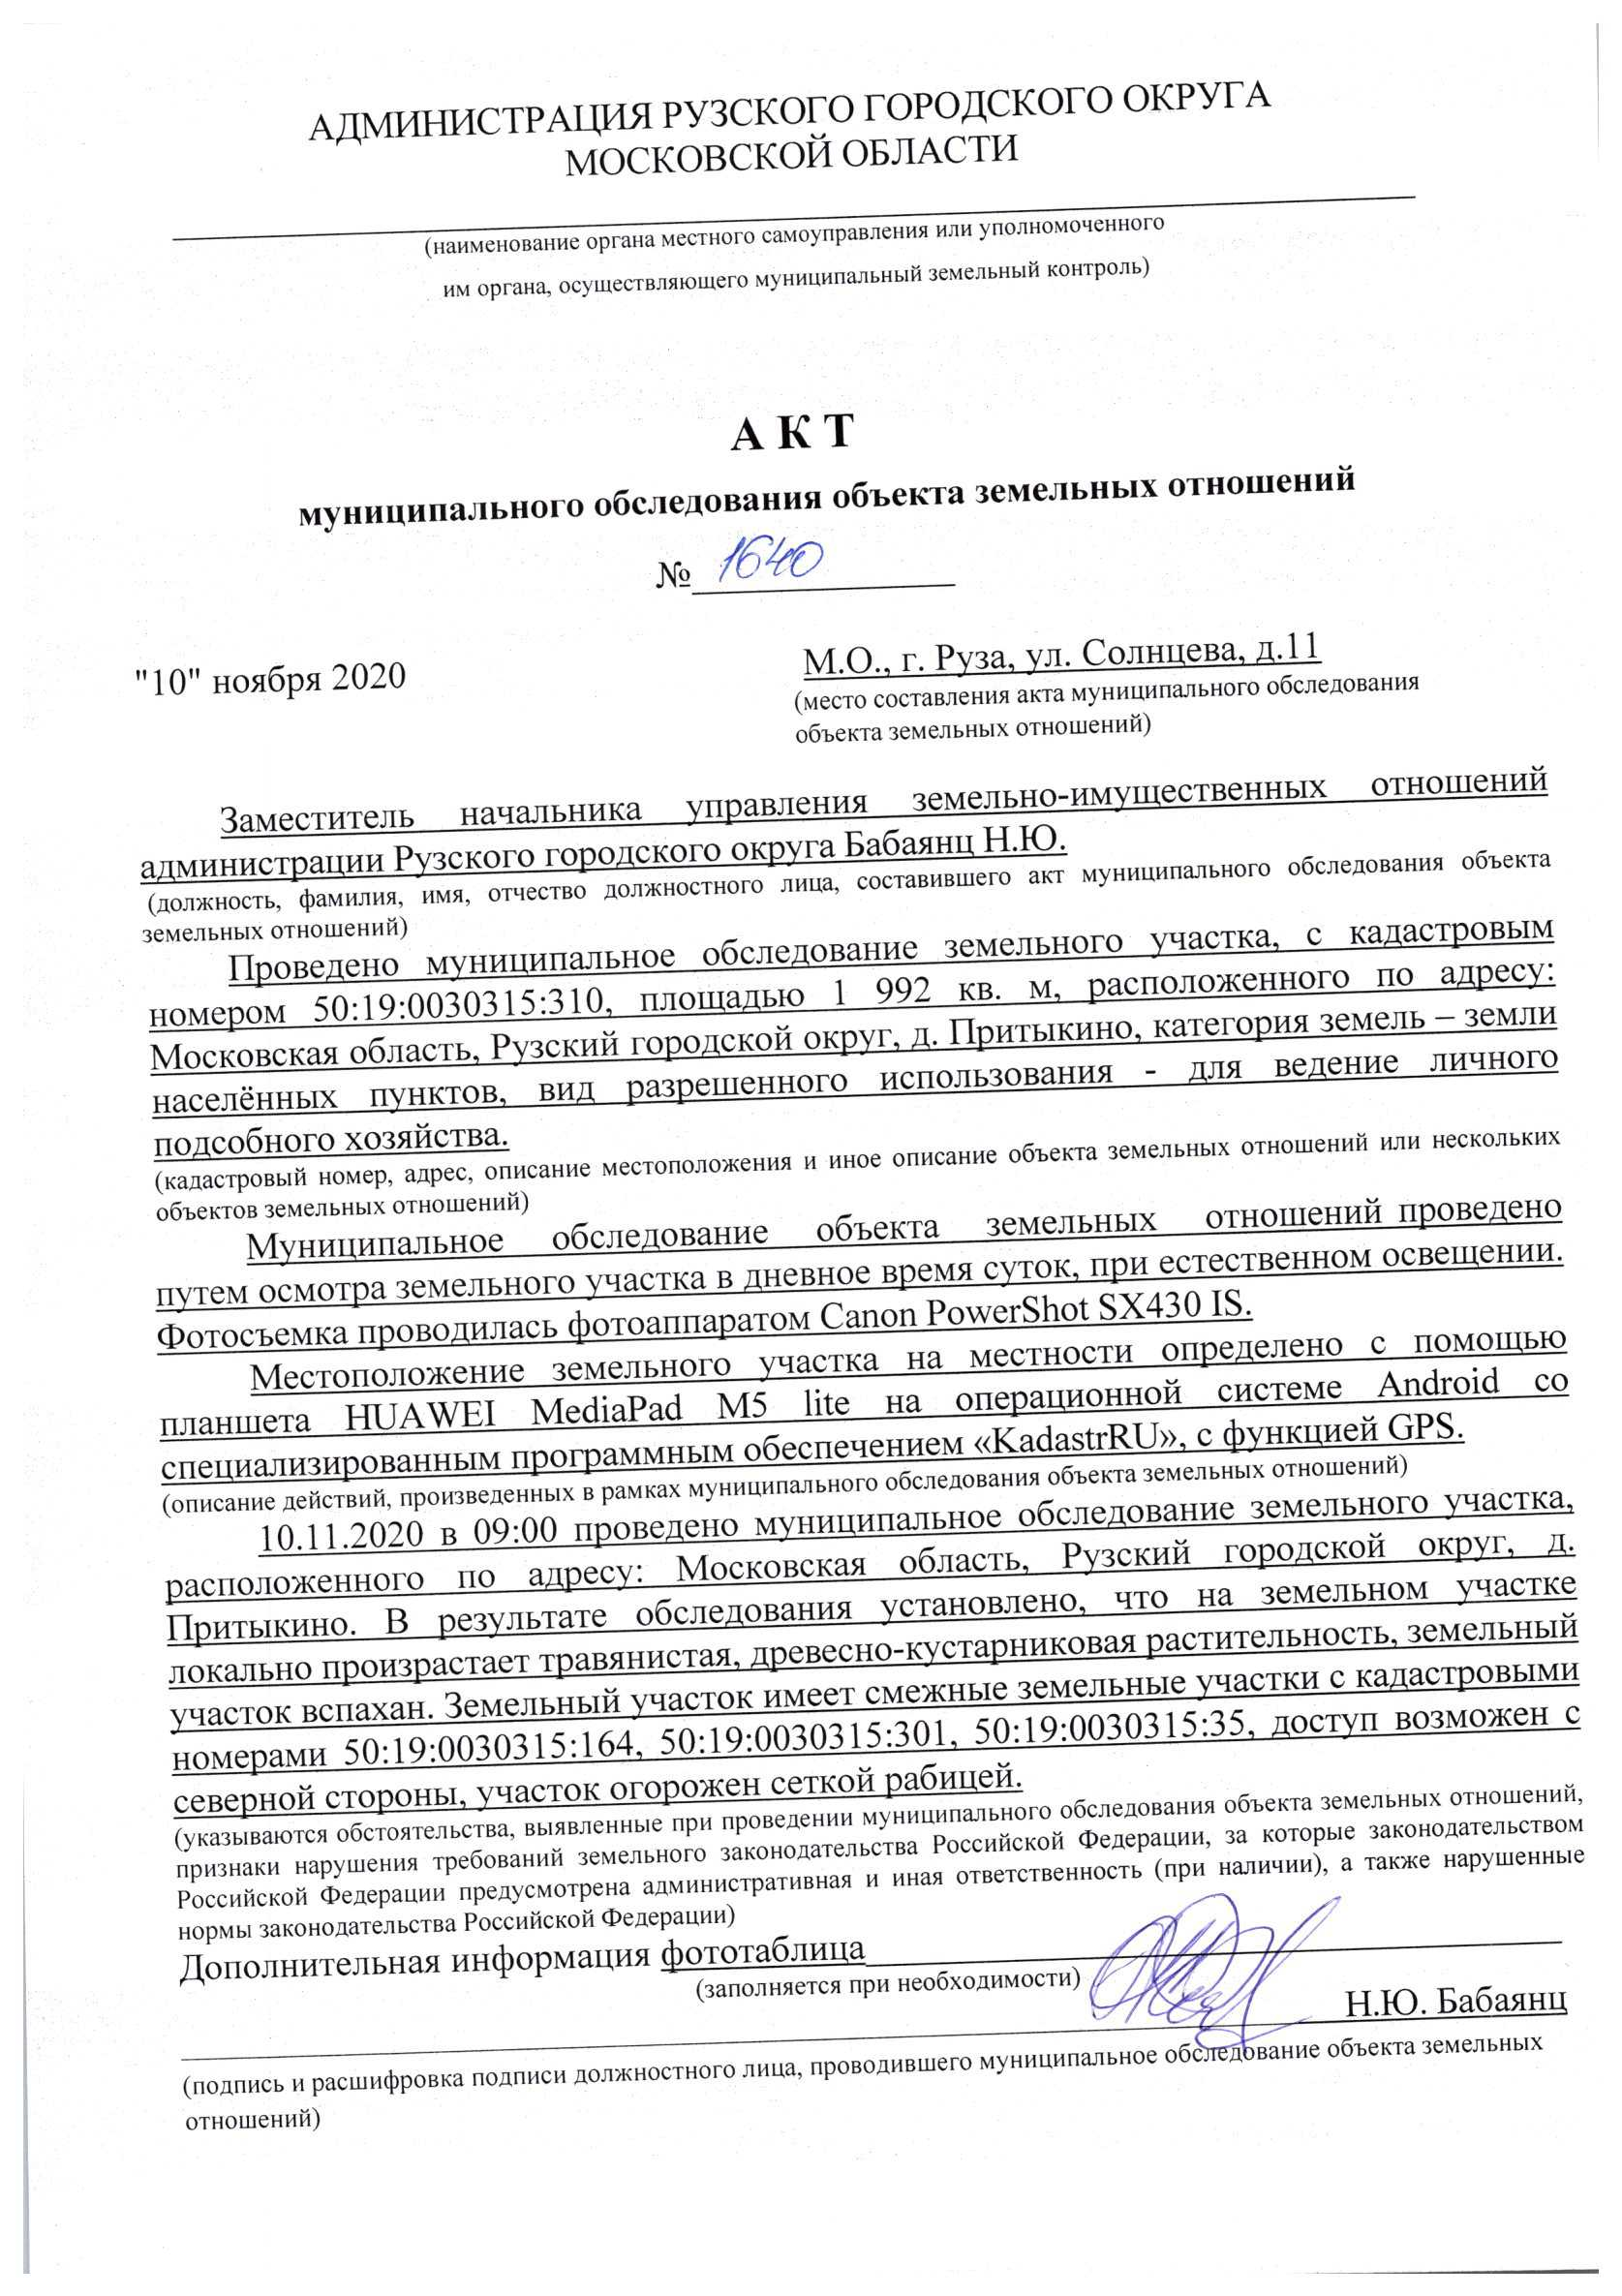 АДМИНИСТРАЦИЯ РУЗСКОГО ГОРОДСКОГО ОКРУГА
МОСКОВСКОЙ ОБЛАСТИ
(наименование органа местного самоуправления или уполномоченного
им органа, осуществляющего муниципальный земельный контроль)
А К Т
муниципального обследования объекта земельных отношений
№ 1640
"10" ноября 2020
М.О., г. Руза, ул. Солнцева, д.11
(место составления акта муниципального обследования
объекта земельных отношений)
Заместитель начальника управления земельно-имущественных отношений
администрации Рузского городского округа Бабаянц Н.Ю.
(должность, фамилия, имя, отчество должностного лица, составившего акт муниципального обследования объекта
земельных отношений)
Проведено муниципальное обследование земельного участка, с кадастровым
номером 50:19:0030315:310, площадью 1 992 кв. м, расположенного по адресу:
Московская область, Рузский городской округ, д. Притыкино, категория земель – земли
населённых пунктов, вид разрешенного использования - для ведение личного
подсобного хозяйства.
(кадастровый номер, адрес, описание местоположения и иное описание объекта земельных отношений или нескольких
объектов земельных отношений)
Муниципальное обследование объекта земельных отношений проведено
путем осмотра земельного участка в дневное время суток, при естественном освещении.
Фотосъемка проводилась фотоаппаратом Canon PowerShot SX430 IS.
Местоположение земельного участка на местности определено с помощью
планшета HUAWEI MediaPad M5 lite на операционной системе Android со
специализированным программным обеспечением «KadastrRU», с функцией GPS.
(описание действий, произведенных в рамках муниципального обследования объекта земельных отношений)
10.11.2020 в 09:00 проведено муниципальное обследование земельного участка,
расположенного по адресу: Московская область, Рузский городской округ, д.
Притыкино. В результате обследования установлено, что на земельном участке
локально произрастает травянистая, древесно-кустарниковая растительность, земельный
участок вспахан. Земельный участок имеет смежные земельные участки с кадастровыми
номерами 50:19:0030315:164, 50:19:0030315:301, 50:19:0030315:35, доступ возможен с
северной стороны, участок огорожен сеткой рабицей.
(указываются обстоятельства, выявленные при проведении муниципального обследования объекта земельных отношений,
признаки нарушения требований земельного законодательства Российской Федерации, за которые законодательством
Российской Федерации предусмотрена административная и иная ответственность (при наличии), а также нарушенные
нормы законодательства Российской Федерации)
Дополнительная информация фототаблица
(заполняется при необходимости)
Н.Ю. Бабаянц
(подпись и расшифровка подписи должностного лица, проводившего муниципальное обследование объекта земельных
отношений)